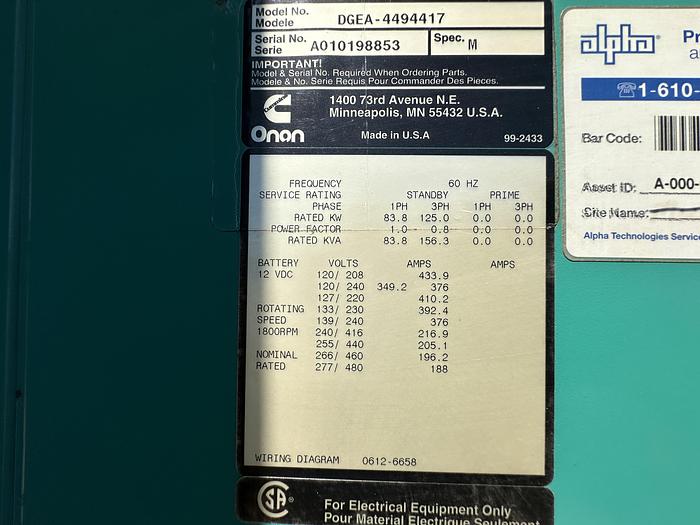 Model No.
Modele DGEA-4494417
Serial No.
Serie A010198853
Spec. M
IMPORTANT!
Model & Serial No. Required When Ordering Parts.
Modele & No. Serie Requis Pour Commander Des Pieces.
1400 73rd Avenue N.E.
Minneapolis, MN 55432 U.S.A.
Onan
Made in U.S.A
99-2433
FREQUENCY 60 HZ
SERVICE RATING STANDBY PRIME
PHASE 1PH 3PH 1PH 3PH
RATED KW 83.8 125.0 0.0 0.0
POWER FACTOR 1.0 0.8 0.0 0.0
RATED KVA 83.8 156.3 0.0 0.0
BATTERY VOLTS AMPS AMPS
12 VDC 120/ 208 433.9
120/ 240 349.2 376
127/ 220 410.2
ROTATING 133/ 230 392.4
SPEED 139/ 240 376
1800RPM 240/ 416 216.9
255/ 440 205.1
NOMINAL 266/ 460 196.2
RATED 277/ 480 188
WIRING DIAGRAM 0612-6658
For Electrical Equipment Only
Pour Material Electrique Seulement
alpha
Pr
a
1-610-
Bar Code:
Asset ID: A-000-
Site Name:
Alpha Technologies Service